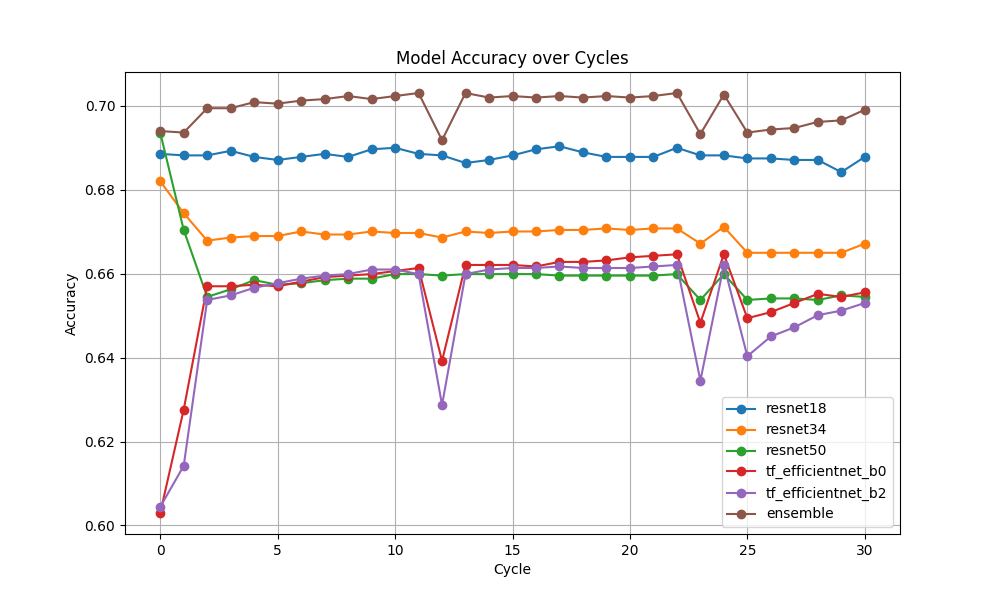 Model Accuracy over Cycles
Accuracy
0.70
0.68
0.66
0.64
0.62
0.60
0
5
10
15
20
25
30
Cycle
resnet18
resnet34
resnet50
tf_efficientnet_b0
tf_efficientnet_b2
ensemble